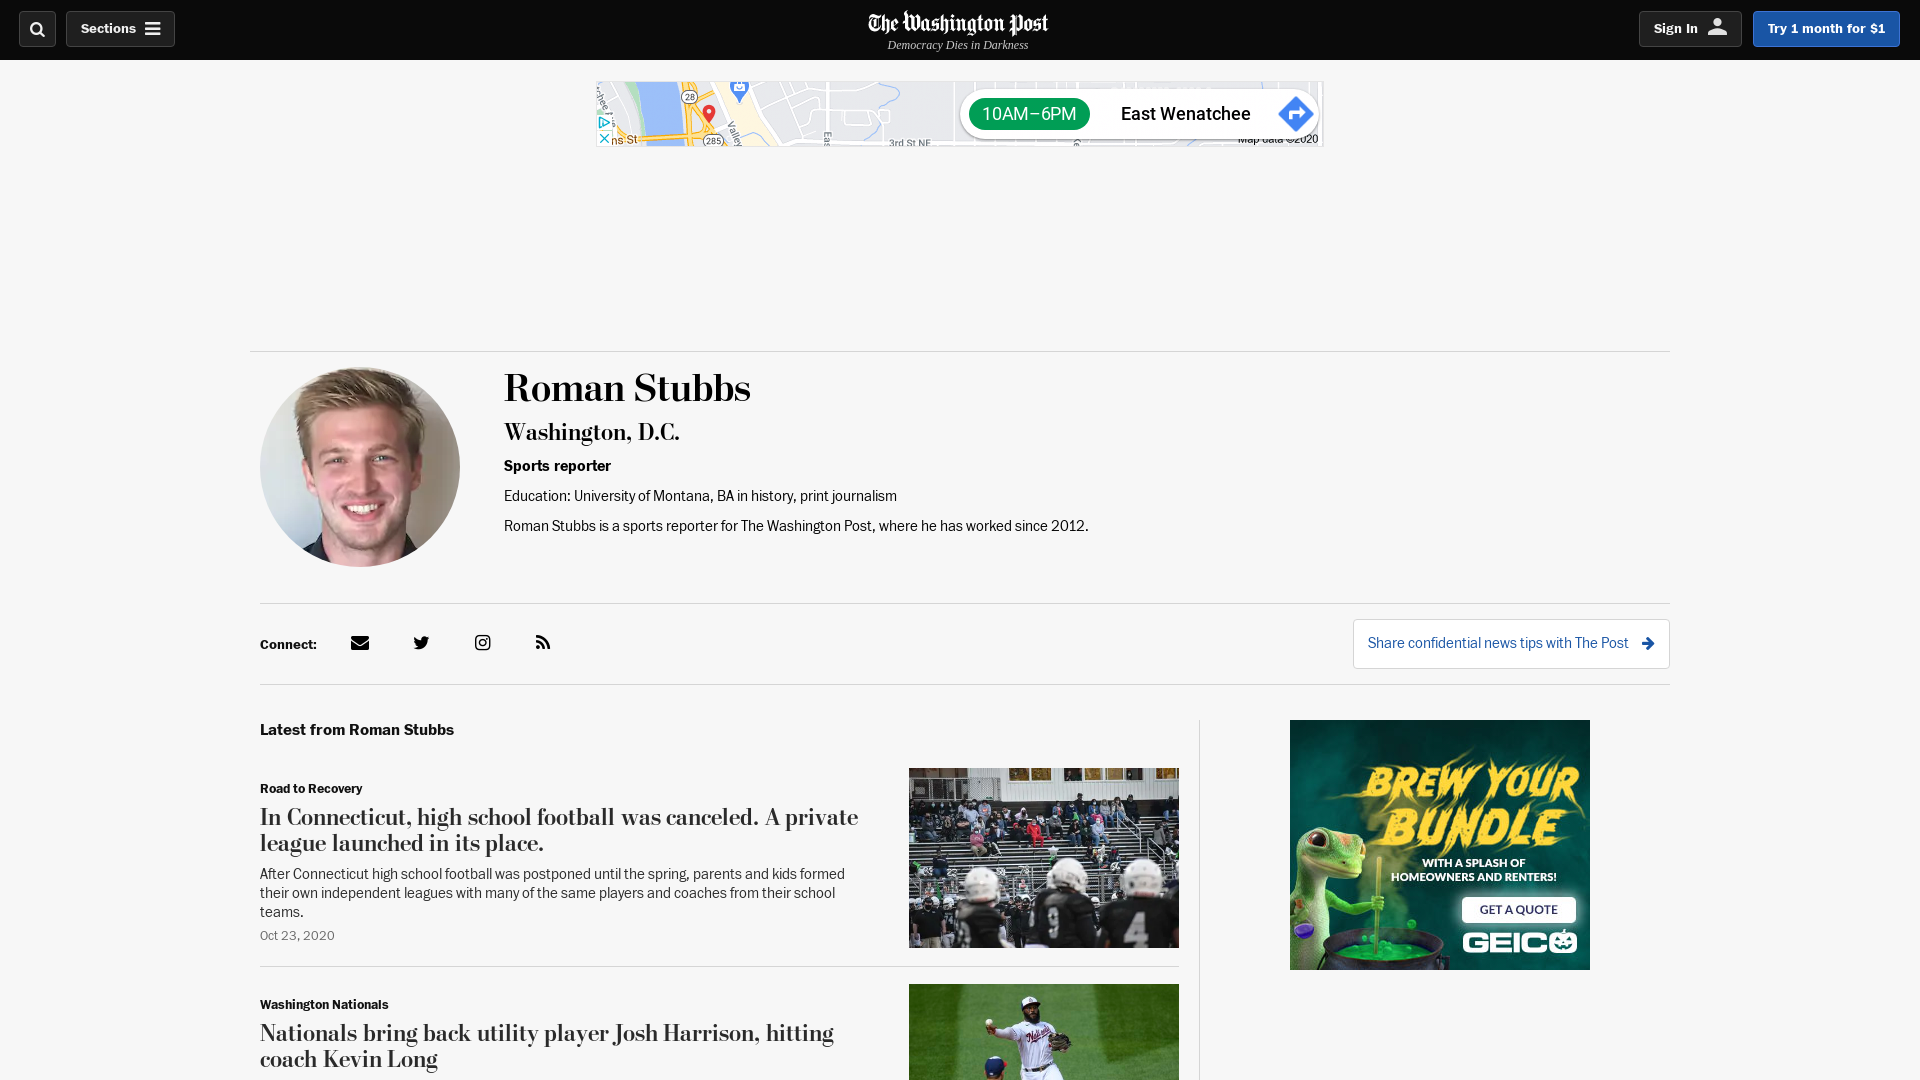 Sections
The Washington Post
Democracy Dies in Darkness
Sign In
Try 1 month for $1
28
285
Valley
ns St
3rd St NE
10AM–6PM
East Wenatchee
Map data ©2020
Roman Stubbs
Washington, D.C.
Sports reporter
Education: University of Montana, BA in history, print journalism
Roman Stubbs is a sports reporter for The Washington Post, where he has worked since 2012.
Connect:
Share confidential news tips with The Post
Latest from Roman Stubbs
Road to Recovery
In Connecticut, high school football was canceled. A private
league launched in its place.
After Connecticut high school football was postponed until the spring, parents and kids formed
their own independent leagues with many of the same players and coaches from their school
teams.
Oct 23, 2020
9
4
BREW YOUR
BUNDLE
WITH A SPLASH OF
HOMEOWNERS AND RENTERS!
GET A QUOTE
GEICO
Washington Nationals
Nationals bring back utility player Josh Harrison, hitting
coach Kevin Long